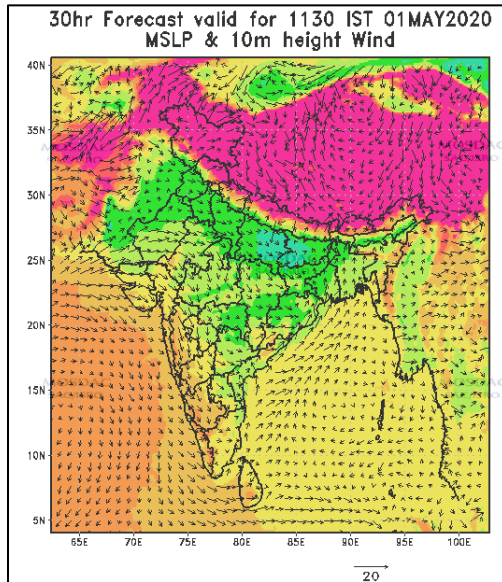 30hr Forecast valid for 1130 IST 01MAY2020
MSLP & 10m height Wind
40N
35N
30N
25N
20N
15N
10N
5N
65E 70E 75E 80E 85E 90E 95E 100E
20